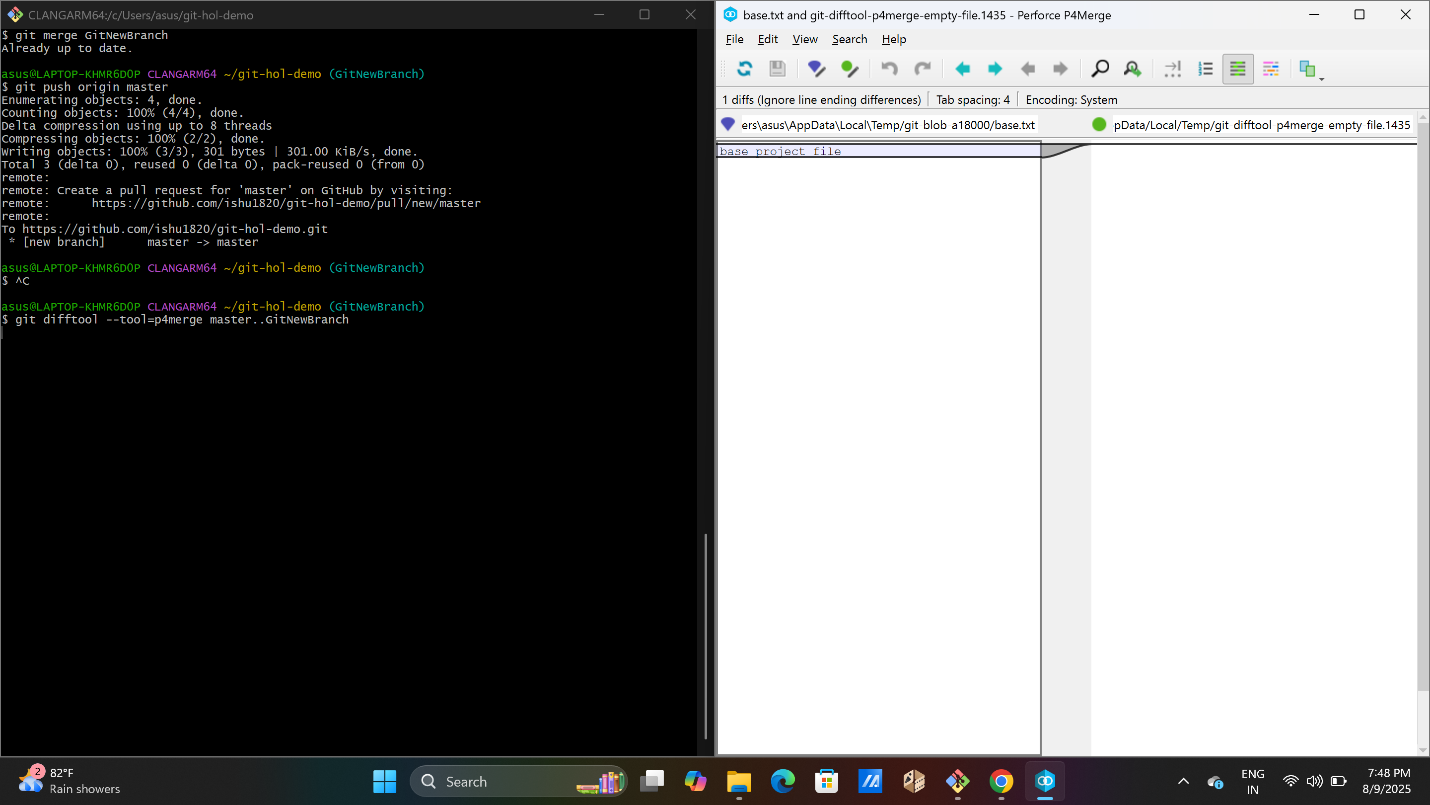 CLANGARM64:/c/Users/asus/git-hol-demo
$ git merge GitNewBranch
Already up to date.
asus@LAPTOP-KHMR6D0P CLANGARM64 ~/git-hol-demo (GitNewBranch)
$ git push origin master
Enumerating objects: 4, done.
Counting objects: 100% (4/4), done.
Delta compression using up to 8 threads
Compressing objects: 100% (2/2), done.
Writing objects: 100% (3/3), 301 bytes | 301.00 KiB/s, done.
Total 3 (delta 0), reused 0 (delta 0), pack-reused 0 (from 0)
remote:
remote: Create a pull request for 'master' on GitHub by visiting:
remote:      https://github.com/ishu1820/git-hol-demo/pull/new/master
remote:
To https://github.com/ishu1820/git-hol-demo.git
 * [new branch]      master -> master
asus@LAPTOP-KHMR6D0P CLANGARM64 ~/git-hol-demo (GitNewBranch)
$ ^C
asus@LAPTOP-KHMR6D0P CLANGARM64 ~/git-hol-demo (GitNewBranch)
$ git difftool --tool=p4merge master..GitNewBranch
base.txt and git-difftool-p4merge-empty-file.1435 - Perforce P4Merge
File Edit View Search Help
1 diffs (Ignore line ending differences) Tab spacing: 4 Encoding: System
ers\asus\AppData\Local\Temp/git blob a18000/base.txt
pData/Local/Temp/git difftool p4merge empty file.1435
base project file
2
82°F
Rain showers
Search
ENG
IN
7:48 PM
8/9/2025